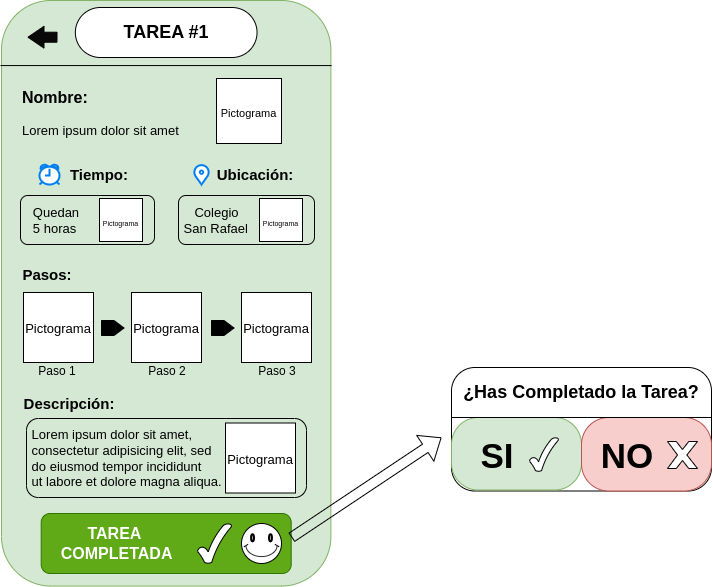 TAREA #1
Nombre:
Pictograma
Lorem ipsum dolor sit amet
Tiempo:
Ubicación:
Quedan
5 horas
Pictograma
Colegio
San Rafael
Pictograma
Pasos:
Pictograma
Pictograma
Pictograma
Paso 1
Paso 2
Paso 3
Descripción:
Lorem ipsum dolor sit amet,
consectetur adipisicing elit, sed
do eiusmod tempor incididunt
ut labore et dolore magna aliqua.
Pictograma
TAREA
COMPLETADA
¿Has Completado la Tarea?
SI
NO